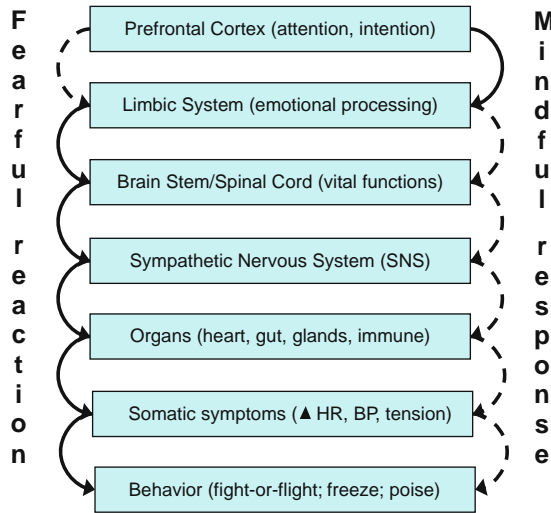 Fearful reaction
Prefrontal Cortex (attention, intention)
Limbic System (emotional processing)
Brain Stem/Spinal Cord (vital functions)
Sympathetic Nervous System (SNS)
Organs (heart, gut, glands, immune)
Somatic symptoms (▲ HR, BP, tension)
Behavior (fight-or-flight; freeze; poise)
Mindful response